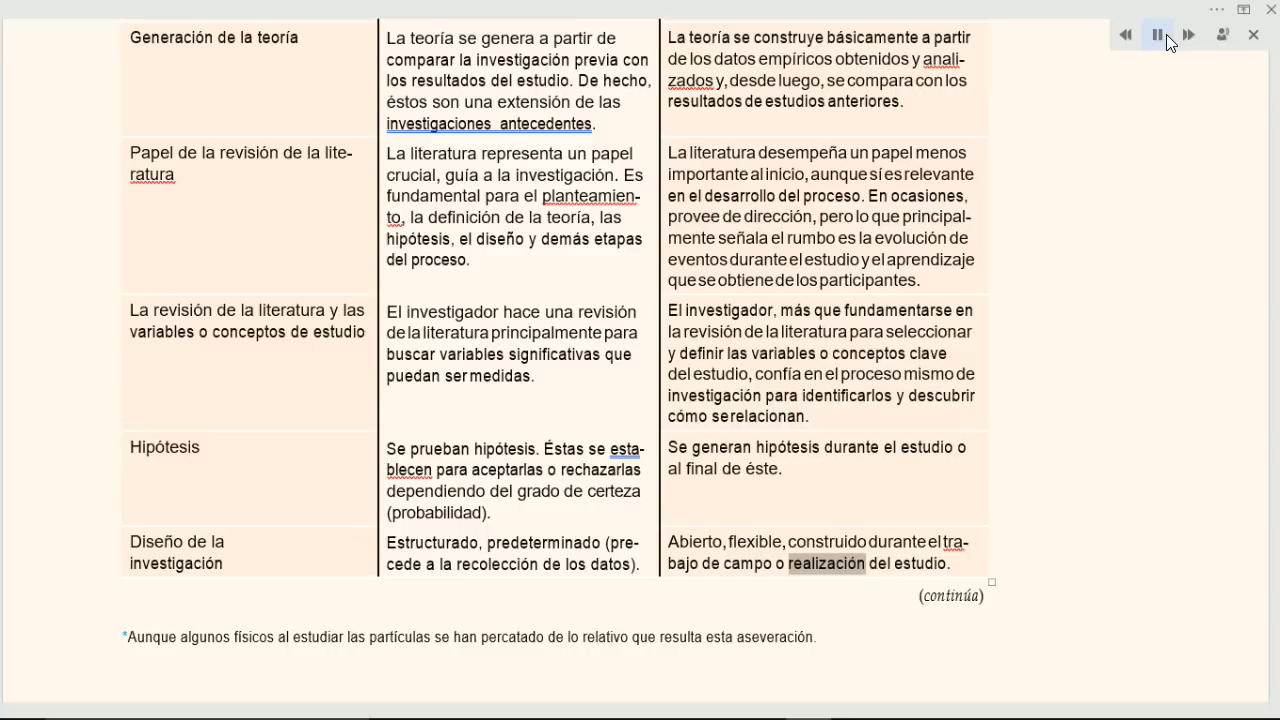 Generación de la teoría
La teoría se genera a partir de
comparar la investigación previa con
los resultados del estudio. De hecho,
éstos son una extensión de las
investigaciones antecedentes.
La teoría se construye básicamente a partir
de los datos empíricos obtenidos y anali-
zados y, desde luego, se compara con los
resultados de estudios anteriores.
Papel de la revisión de la lite-
ratura
La literatura representa un papel
crucial, guía a la investigación. Es
fundamental para el planteamien-
to, la definición de la teoría, las
hipótesis, el diseño y demás etapas
del proceso.
La literatura desempeña un papel menos
importante al inicio, aunque sí es relevante
en el desarrollo del proceso. En ocasiones,
provee de dirección, pero lo que principal-
mente señala el rumbo es la evolución de
eventos durante el estudio y el aprendizaje
que se obtiene de los participantes.
La revisión de la literatura y las
variables o conceptos de estudio
El investigador hace una revisión
de la literatura principalmente para
buscar variables significativas que
puedan ser medidas.
El investigador, más que fundamentarse en
la revisión de la literatura para seleccionar
y definir las variables o conceptos clave
del estudio, confía en el proceso mismo de
investigación para identificarlos y descubrir
cómo se relacionan.
Hipótesis
Se prueban hipótesis. Éstas se esta-
blecen para aceptarlas o rechazarlas
dependiendo del grado de certeza
(probabilidad).
Se generan hipótesis durante el estudio o
al final de éste.
Diseño de la
investigación
Estructurado, predeterminado (pre-
cede a la recolección de los datos).
Abierto, flexible, construido durante el tra-
bajo de campo o realización del estudio.
(continúa)
*Aunque algunos físicos al estudiar las partículas se han percatado de lo relativo que resulta esta aseveración.